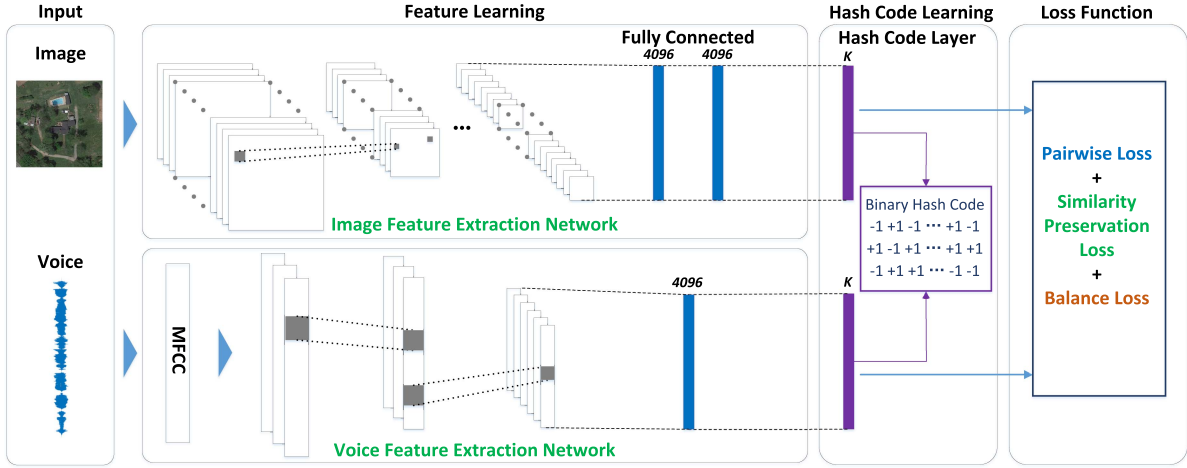 Input
Feature Learning
Hash Code Learning
Loss Function
Image
Fully Connected
4096
4096
Hash Code Layer
K
...
Image Feature Extraction Network
Binary Hash Code
-1 +1 -1 ··· +1 -1
+1 -1 +1 ··· +1 +1
-1 +1 +1 ··· -1 -1
Pairwise Loss
+
Similarity
Preservation
Loss
+
Balance Loss
Voice
MFCC
4096
K
Voice Feature Extraction Network